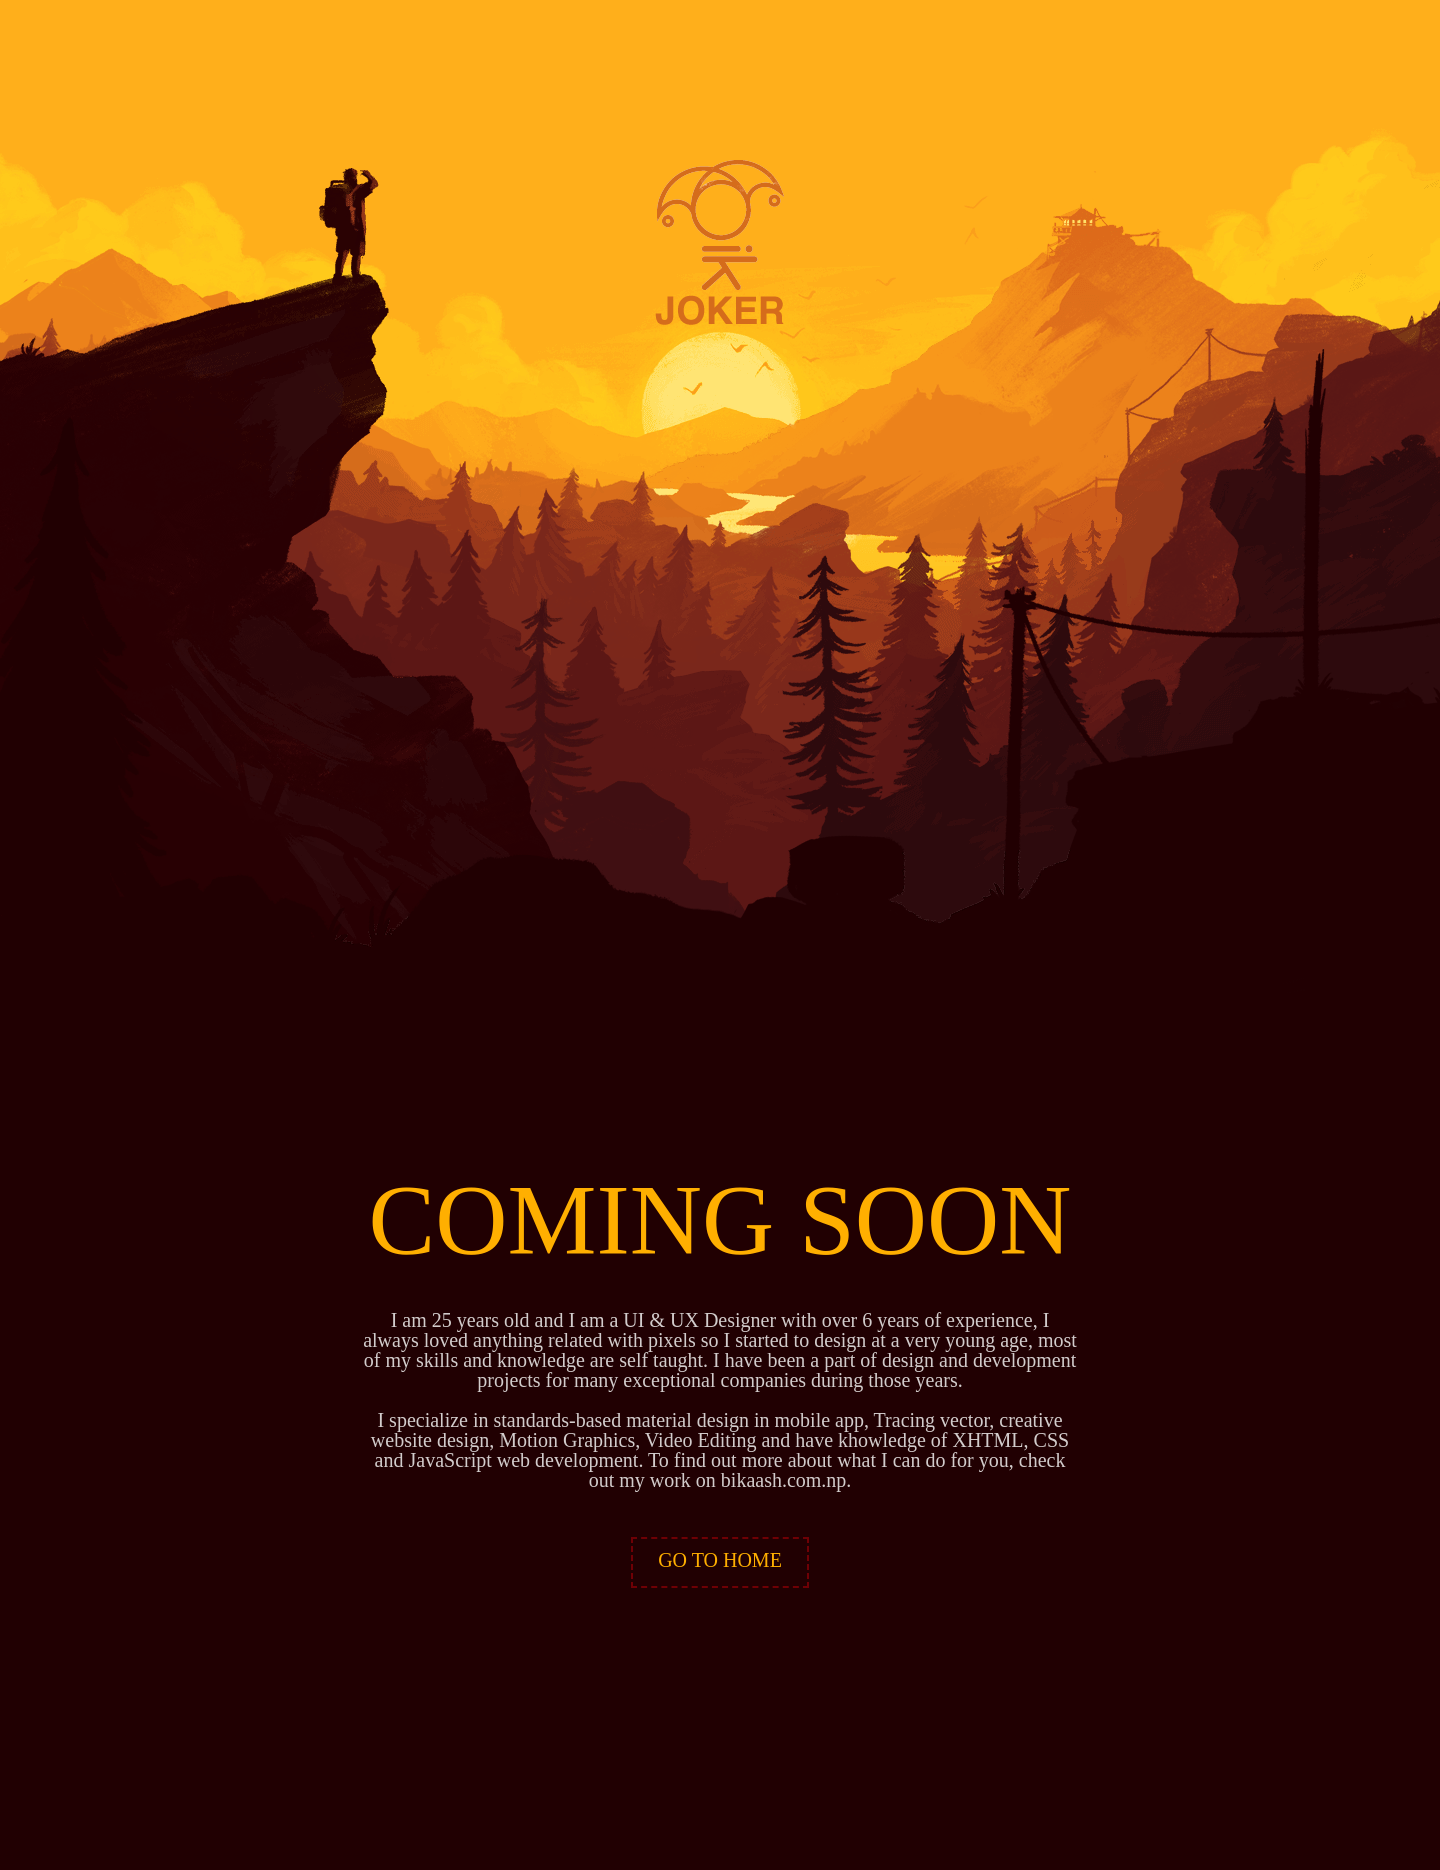 JOKER
COMING SOON
I am 25 years old and I am a UI & UX Designer with over 6 years of experience, I
always loved anything related with pixels so I started to design at a very young age, most
of my skills and knowledge are self taught. I have been a part of design and development
projects for many exceptional companies during those years.
I specialize in standards-based material design in mobile app, Tracing vector, creative
website design, Motion Graphics, Video Editing and have khowledge of XHTML, CSS
and JavaScript web development. To find out more about what I can do for you, check
out my work on bikaash.com.np.
GO TO HOME